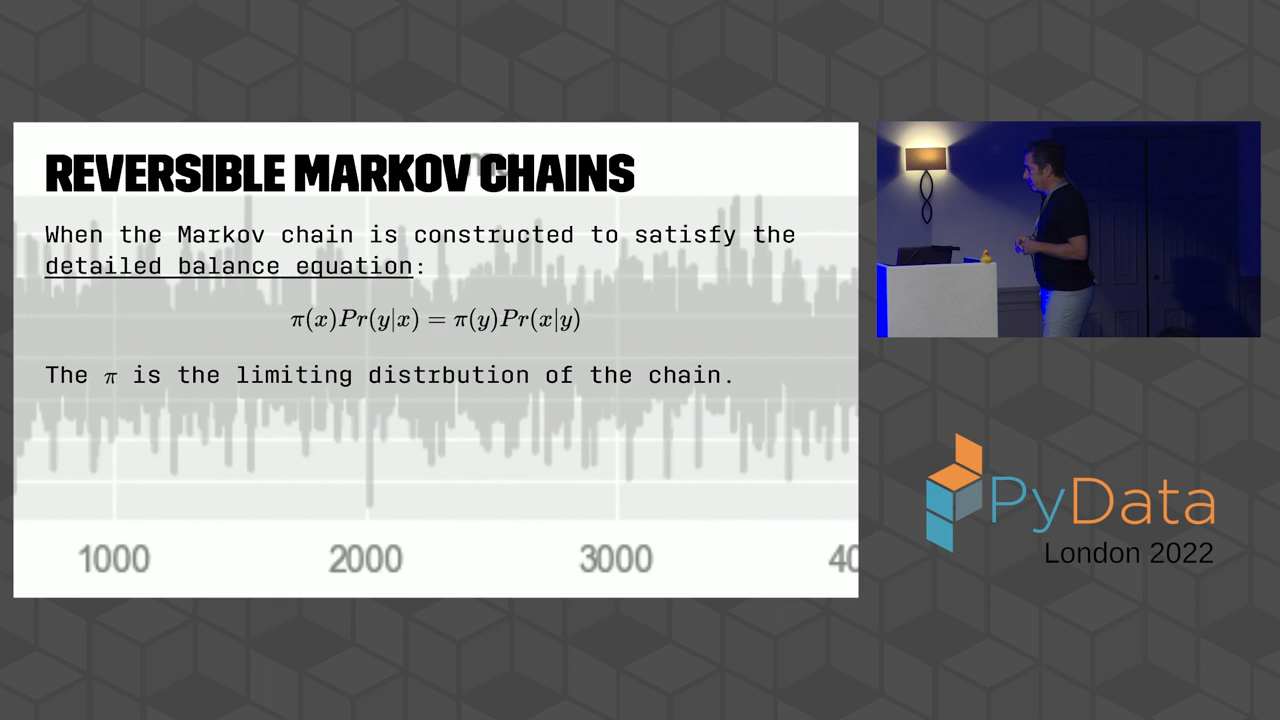 REVERSIBLE MARKOV CHAINS
When the Markov chain is constructed to satisfy the
detailed balance equation:
π(x)Pr(y|x) = π(y)Pr(x|y)
The π is the limiting distrbution of the chain.
1000 2000 3000 40
PyData
London 2022